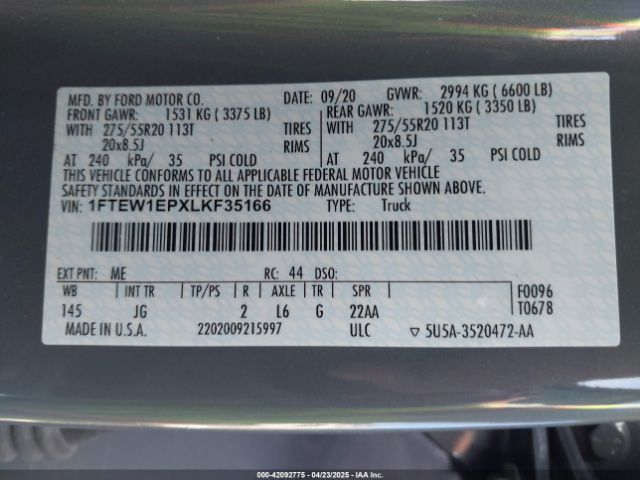 MFD. BY FORD MOTOR CO. DATE: 09/20 GVWR: 2994 KG ( 6600 LB)
FRONT GAWR: 1531 KG ( 3375 LB) REAR GAWR: 1520 KG ( 3350 LB)
WITH 275/55R20 113T TIRES WITH 275/55R20 113T TIRES
20x8.5J RIMS 20x8.5J RIMS
AT 240 kPa/ 35 PSI COLD AT 240 kPa/ 35 PSI COLD
THIS VEHICLE CONFORMS TO ALL APPLICABLE FEDERAL MOTOR VEHICLE
SAFETY STANDARDS IN EFFECT ON THE DATE OF MANUFACTURE SHOWN ABOVE.
VIN: 1FTEW1EPXLKF35166 TYPE: Truck
EXT PNT: ME RC: 44 DSO:
WB INT TR TP/PS R AXLE TR SPR F0096
145 JG 2 L6 G 22AA T0678
MADE IN U.S.A. 2202009215997 ULC ▽ 5U5A-3520472-AA
000-42092775 - 04/23/2025 - IAA Inc.